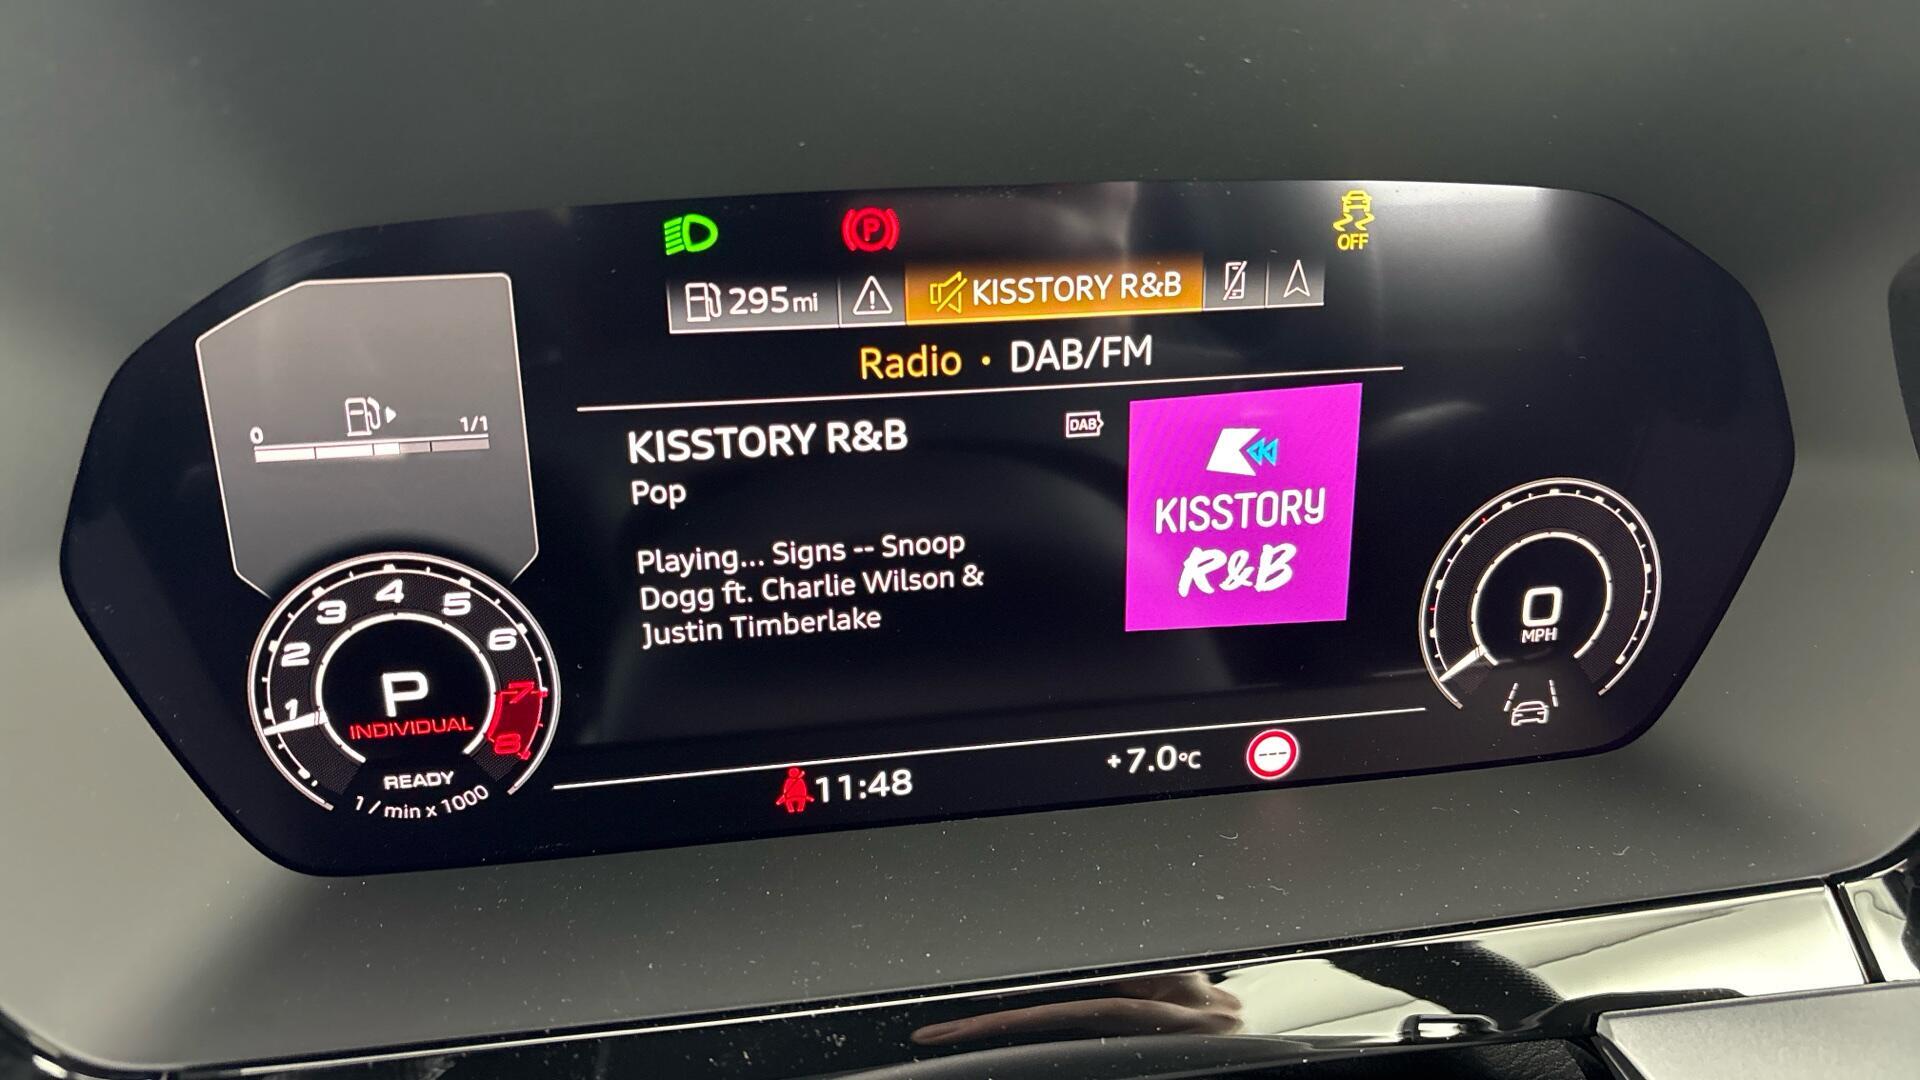 P
OFF
295 mi
KISSTORY R&B
Radio · DAB/FM
0
1/1
KISSTORY R&B
DAB
Pop
Playing... Signs -- Snoop
Dogg ft. Charlie Wilson &
Justin Timberlake
KISSTORY
R&B
1
2
3
4
5
6
7
8
P
INDIVIDUAL
READY
1 / min x 1000
0
MPH
11:48
+7.0°C
---